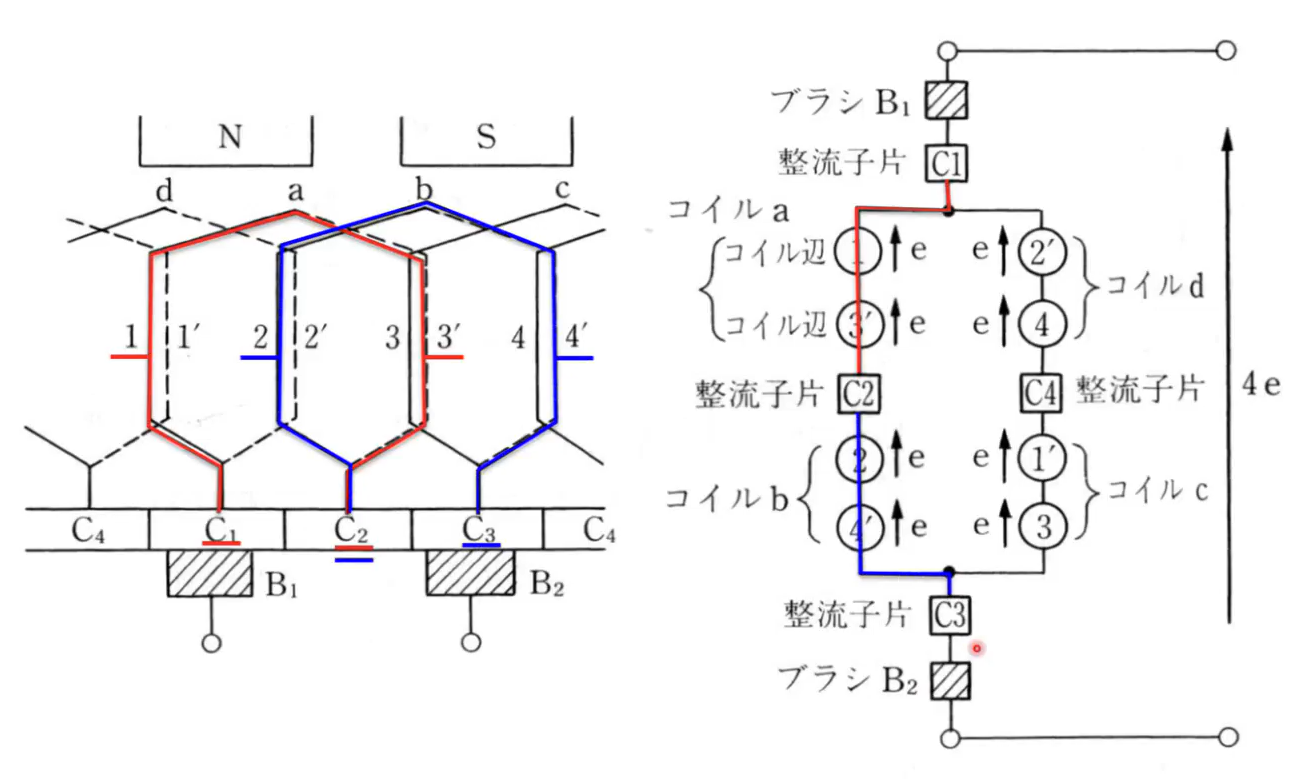 N
S
d
a
b
c
1
1′
2
2′
3
3′
4
4′
C₄
C₁
C₂
C₃
C₄
B₁
B₂
ブラシ B₁
整流子片 C1
コイル a
コイル辺 1 e
e 2′
コイル d
コイル辺 3′ e
e 4
整流子片 C2
C4 整流子片
4e
コイル b
2 e
e 1′
コイル c
4′ e
e 3
整流子片 C3
ブラシ B₂